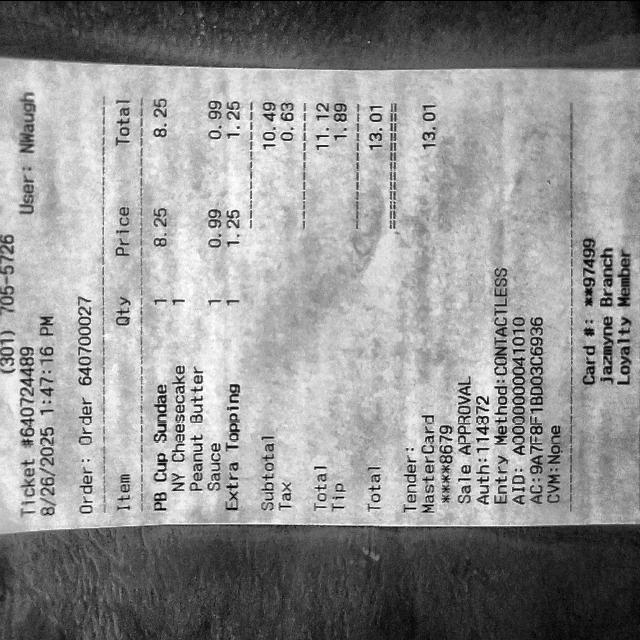 (301) 705-5726
Ticket #640724489 User: NWaugh
8/26/2025 1:47:16 PM
Order: Order 640700027
Item Qty Price Total
PB Cup Sundae 1 8.25 8.25
NY Cheesecake 1
Peanut Butter
Sauce 1 0.99 0.99
Extra Topping 1 1.25 1.25
Subtotal 10.49
Tax 0.63
Total 11.12
Tip 1.89
Total 13.01
Tender:
MasterCard 13.01
****8679
Sale APPROVAL
Auth:114872
Entry Method:CONTACTLESS
AID: A0000000041010
AC:9A7F8F1BD03C6936
CVM:None
Card #: **97499
Jazmyne Branch
Loyalty Member